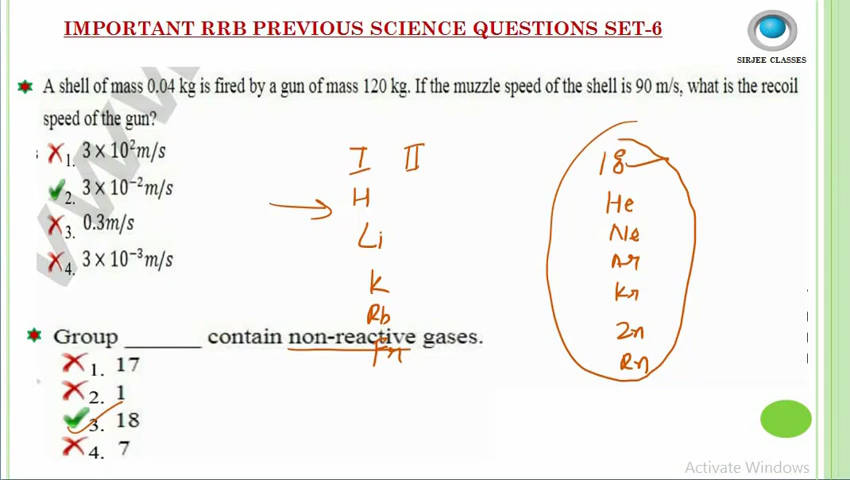 IMPORTANT RRB PREVIOUS SCIENCE QUESTIONS SET-6
SIRJEE CLASSES
A shell of mass 0.04 kg is fired by a gun of mass 120 kg. If the muzzle speed of the shell is 90 m/s, what is the recoil
speed of the gun?
1. 3 × 10²m/s
2. 3 × 10⁻²m/s
3. 0.3m/s
4. 3 × 10⁻³m/s
I II
H
Li
K
Rb
Fr
18
He
Ne
Ar
Kr
Zn
Rn
Group ______ contain non-reactive gases.
1. 17
2. 1
3. 18
4. 7
Activate Windows